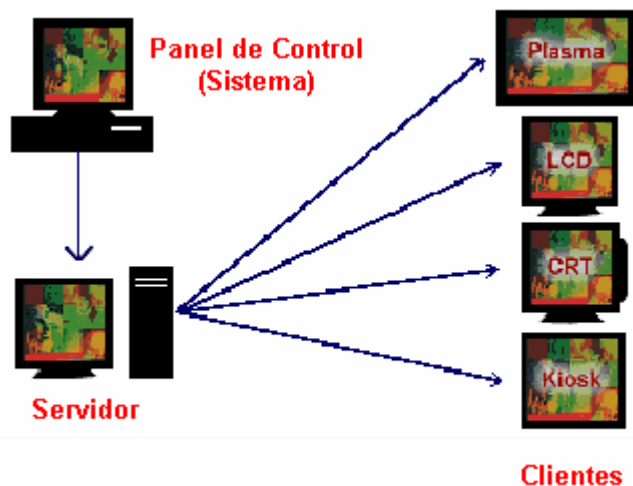 Panel de Control
(Sistema)
Plasma
LCD
CRT
Kiosk
Servidor
Clientes